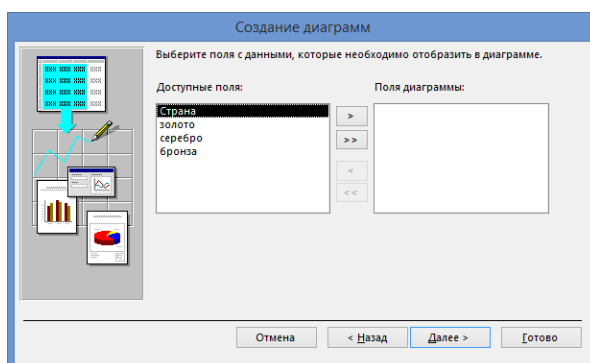 Создание диаграмм
Выберите поля с данными, которые необходимо отобразить в диаграмме.
Доступные поля:
Поля диаграммы:
Страна
золото
серебро
бронза
>
>>
<
<<
Отмена
< Назад
Далее >
Готово